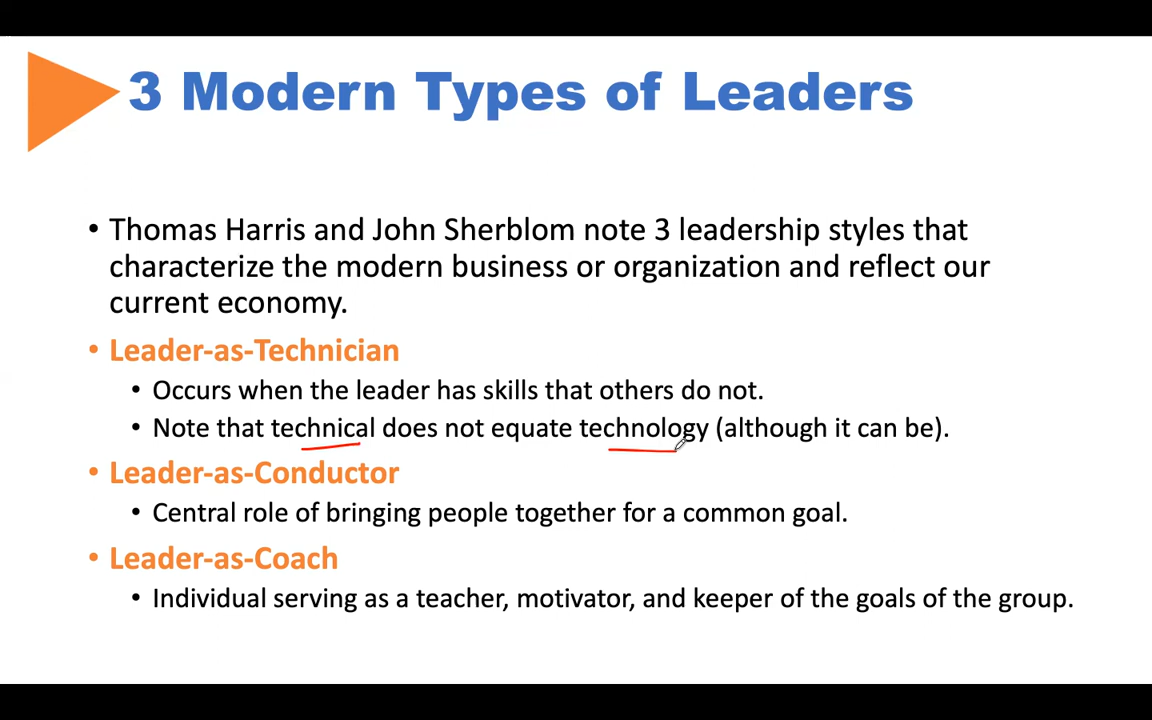 3 Modern Types of Leaders
• Thomas Harris and John Sherblom note 3 leadership styles that
characterize the modern business or organization and reflect our
current economy.
• Leader-as-Technician
• Occurs when the leader has skills that others do not.
• Note that technical does not equate technology (although it can be).
• Leader-as-Conductor
• Central role of bringing people together for a common goal.
• Leader-as-Coach
• Individual serving as a teacher, motivator, and keeper of the goals of the group.